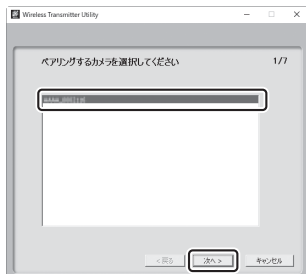 Wireless Transmitter Utility
ペアリングするカメラを選択してください
1/7
< 戻る
次へ >
キャンセル